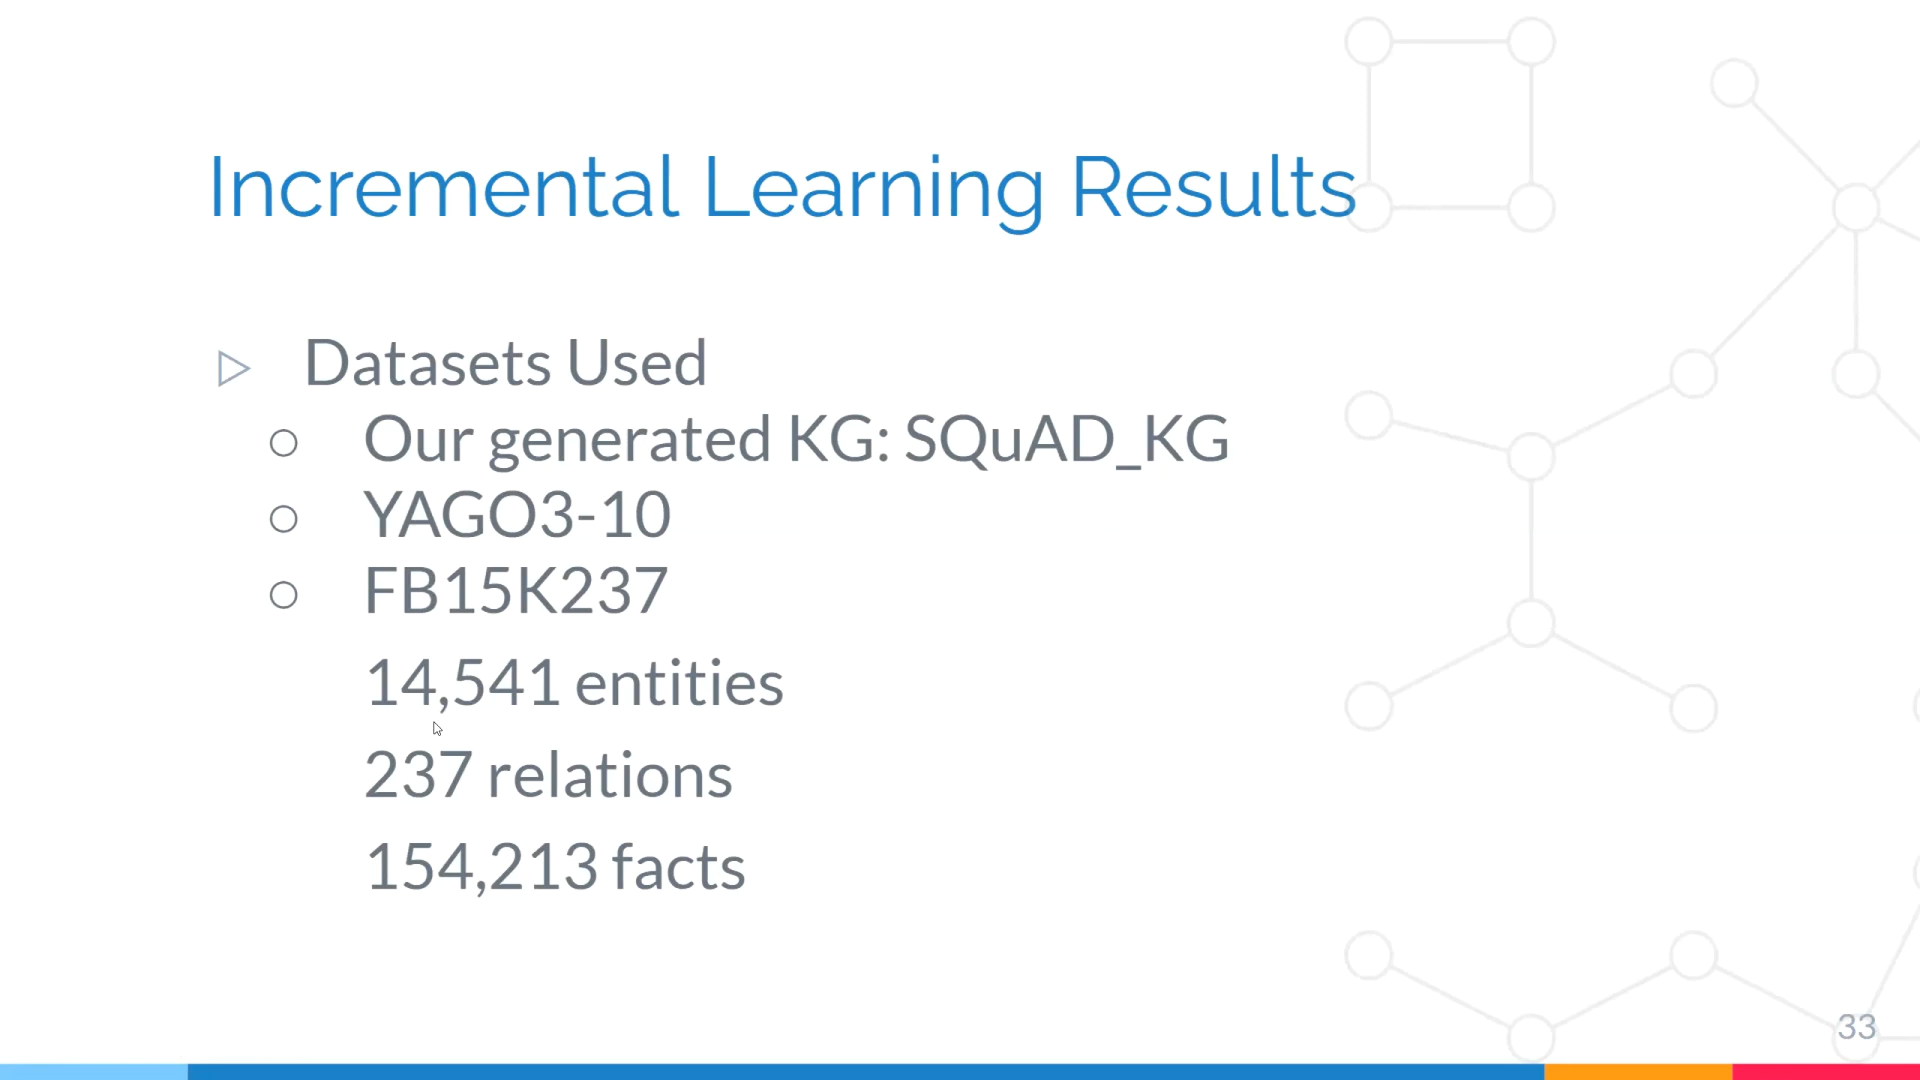 Incremental Learning Results
Datasets Used
Our generated KG: SQuAD_KG
YAGO3-10
FB15K237
14,541 entities
237 relations
154,213 facts
33